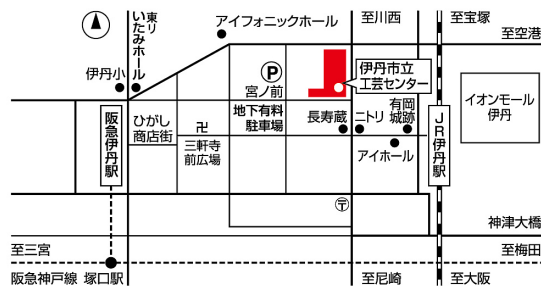 東リ
いたみホール
アイフォニックホール
至川西
至宝塚
至空港
伊丹小
P
宮ノ前
地下有料
駐車場
伊丹市立
工芸センター
イオンモール
伊丹
阪急伊丹駅
ひがし
商店街
卍
三軒寺
前広場
長寿蔵
ニトリ
有岡
城跡
アイホール
JR伊丹駅
〒
神津大橋
至三宮
至梅田
阪急神戸線
塚口駅
至尼崎
至大阪